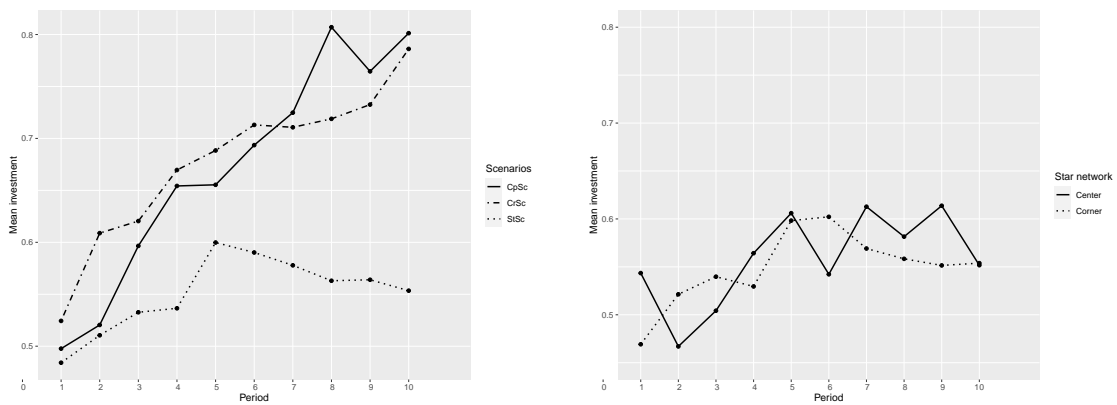 0.8
0.7
0.6
0.5
Mean investment
0 1 2 3 4 5 6 7 8 9 10
Period
Scenarios
CpSc
CrSc
StSc
0.8
0.7
0.6
0.5
Mean investment
0 1 2 3 4 5 6 7 8 9 10
Period
Star network
Center
Corner